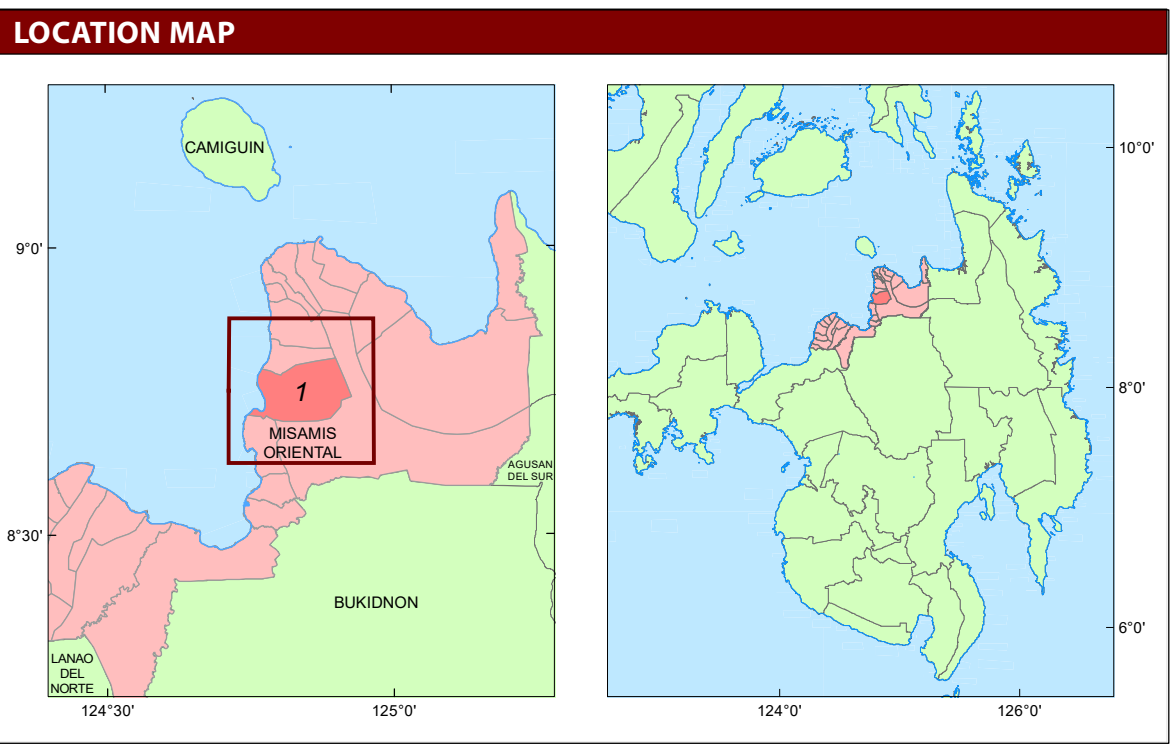 LOCATION MAP
CAMIGUIN
9°0'
1
MISAMIS
ORIENTAL
AGUSAN
DEL SUR
8°30'
BUKIDNON
LANAO
DEL
NORTE
124°30'
125°0'
10°0'
8°0'
6°0'
124°0'
126°0'